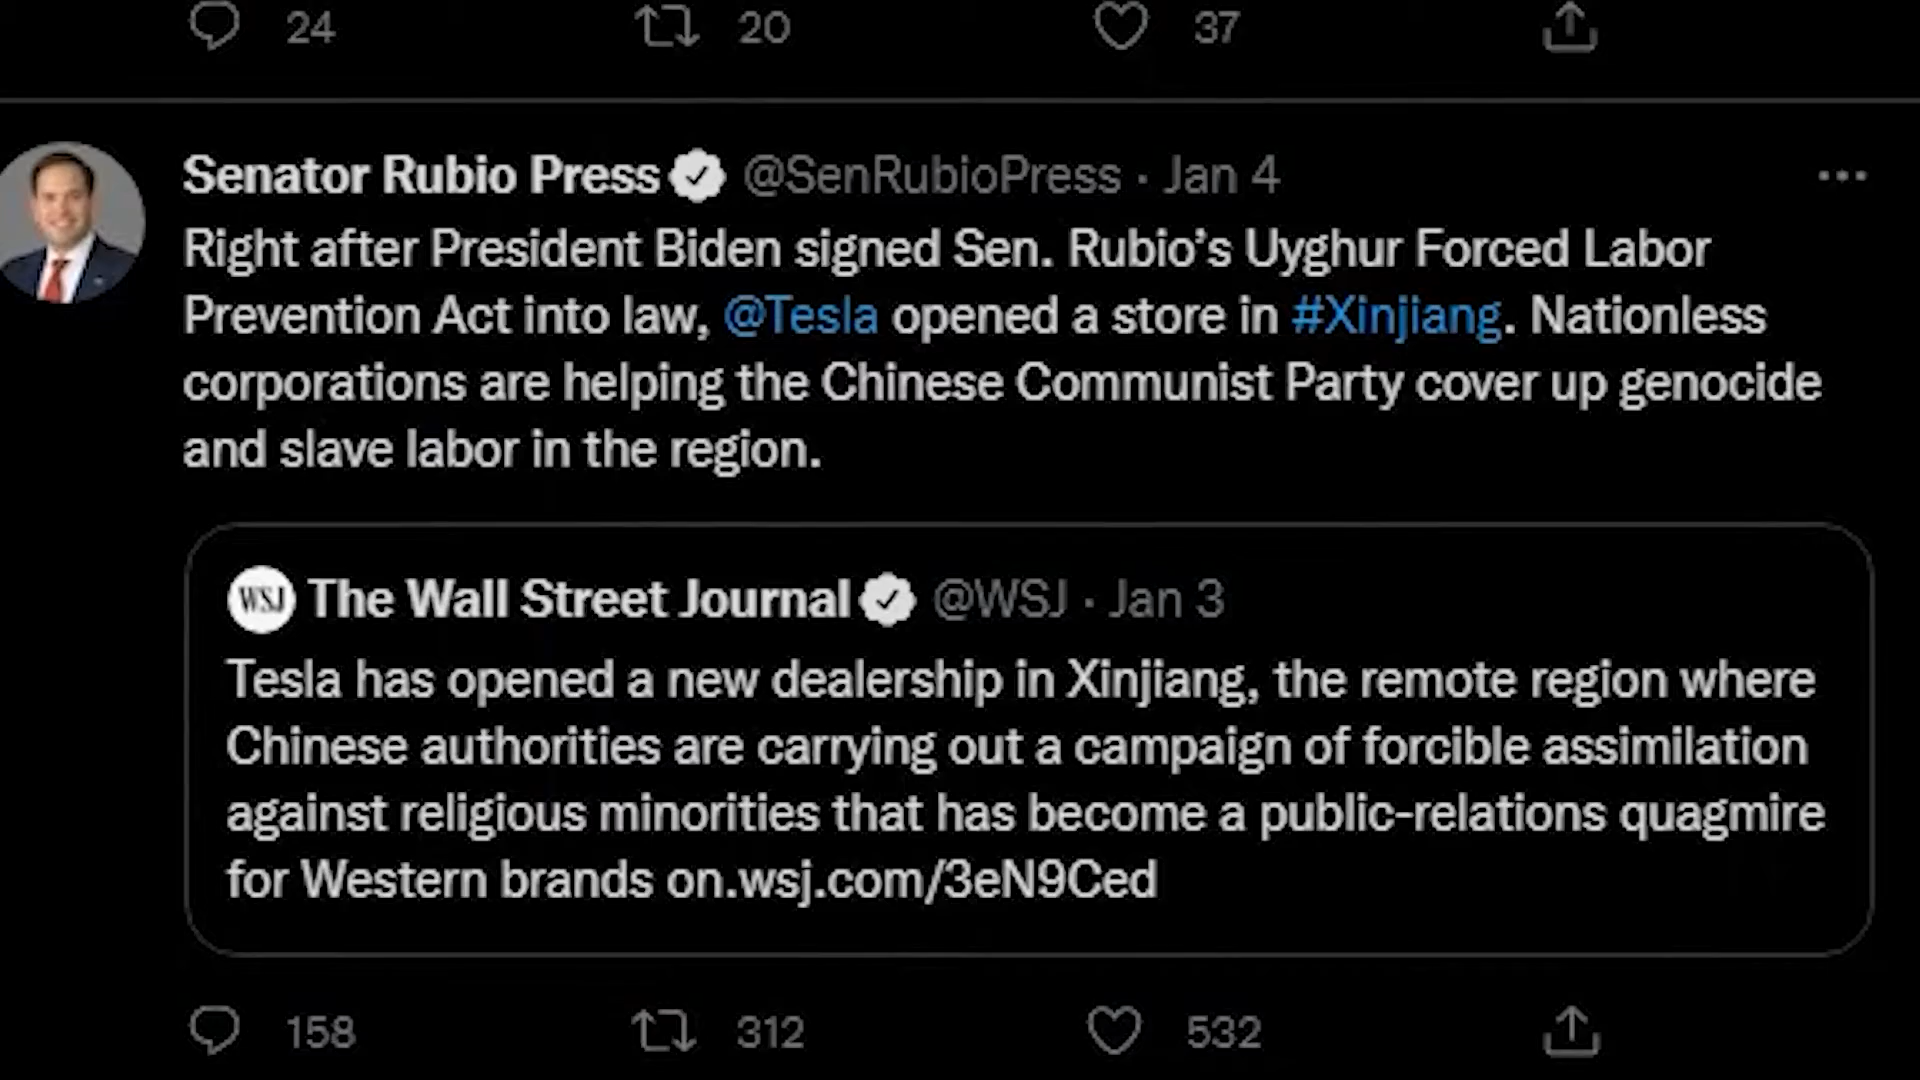 24 20 37
Senator Rubio Press @SenRubioPress · Jan 4
Right after President Biden signed Sen. Rubio’s Uyghur Forced Labor
Prevention Act into law, @Tesla opened a store in #Xinjiang. Nationless
corporations are helping the Chinese Communist Party cover up genocide
and slave labor in the region.
WSJ The Wall Street Journal @WSJ · Jan 3
Tesla has opened a new dealership in Xinjiang, the remote region where
Chinese authorities are carrying out a campaign of forcible assimilation
against religious minorities that has become a public-relations quagmire
for Western brands on.wsj.com/3eN9Ced
158 312 532